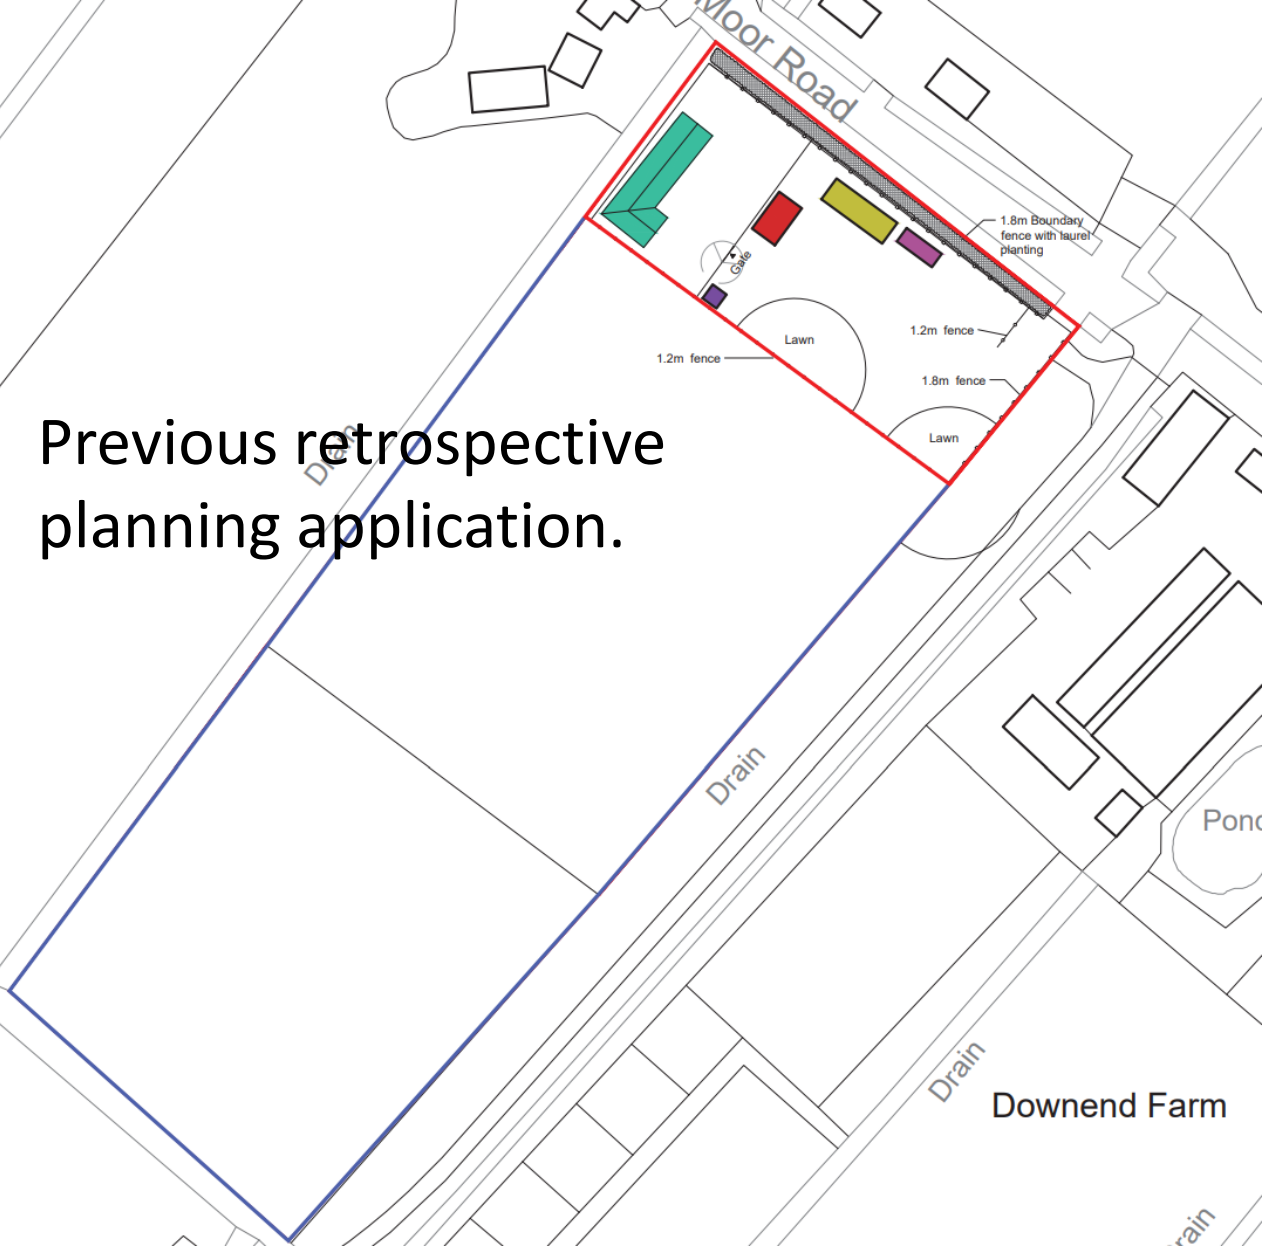 Moor Road
1.8m Boundary
fence with laurel
planting
Gate
1.2m fence
Lawn
1.2m fence
1.8m fence
Lawn
Drain
Previous retrospective
planning application.
Drain
Pond
Drain
Downend Farm
Drain